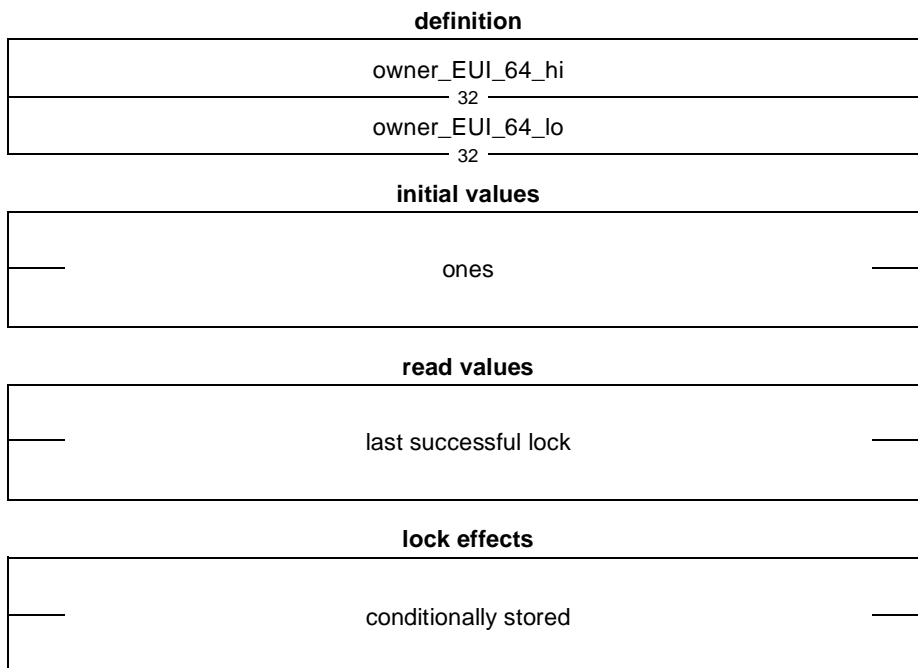 definition
owner_EUI_64_hi
32
owner_EUI_64_lo
32
initial values
ones
read values
last successful lock
lock effects
conditionally stored